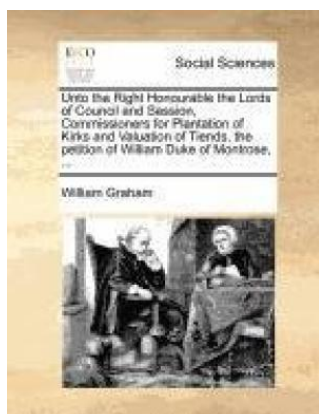 ECCO
Social Sciences
Unto the Right Honourable the Lords
of Council and Session,
Commissioners for Plantation of
Kirks and Valuation of Tiends, the
petition of William Duke of Montrose,
...
William Graham